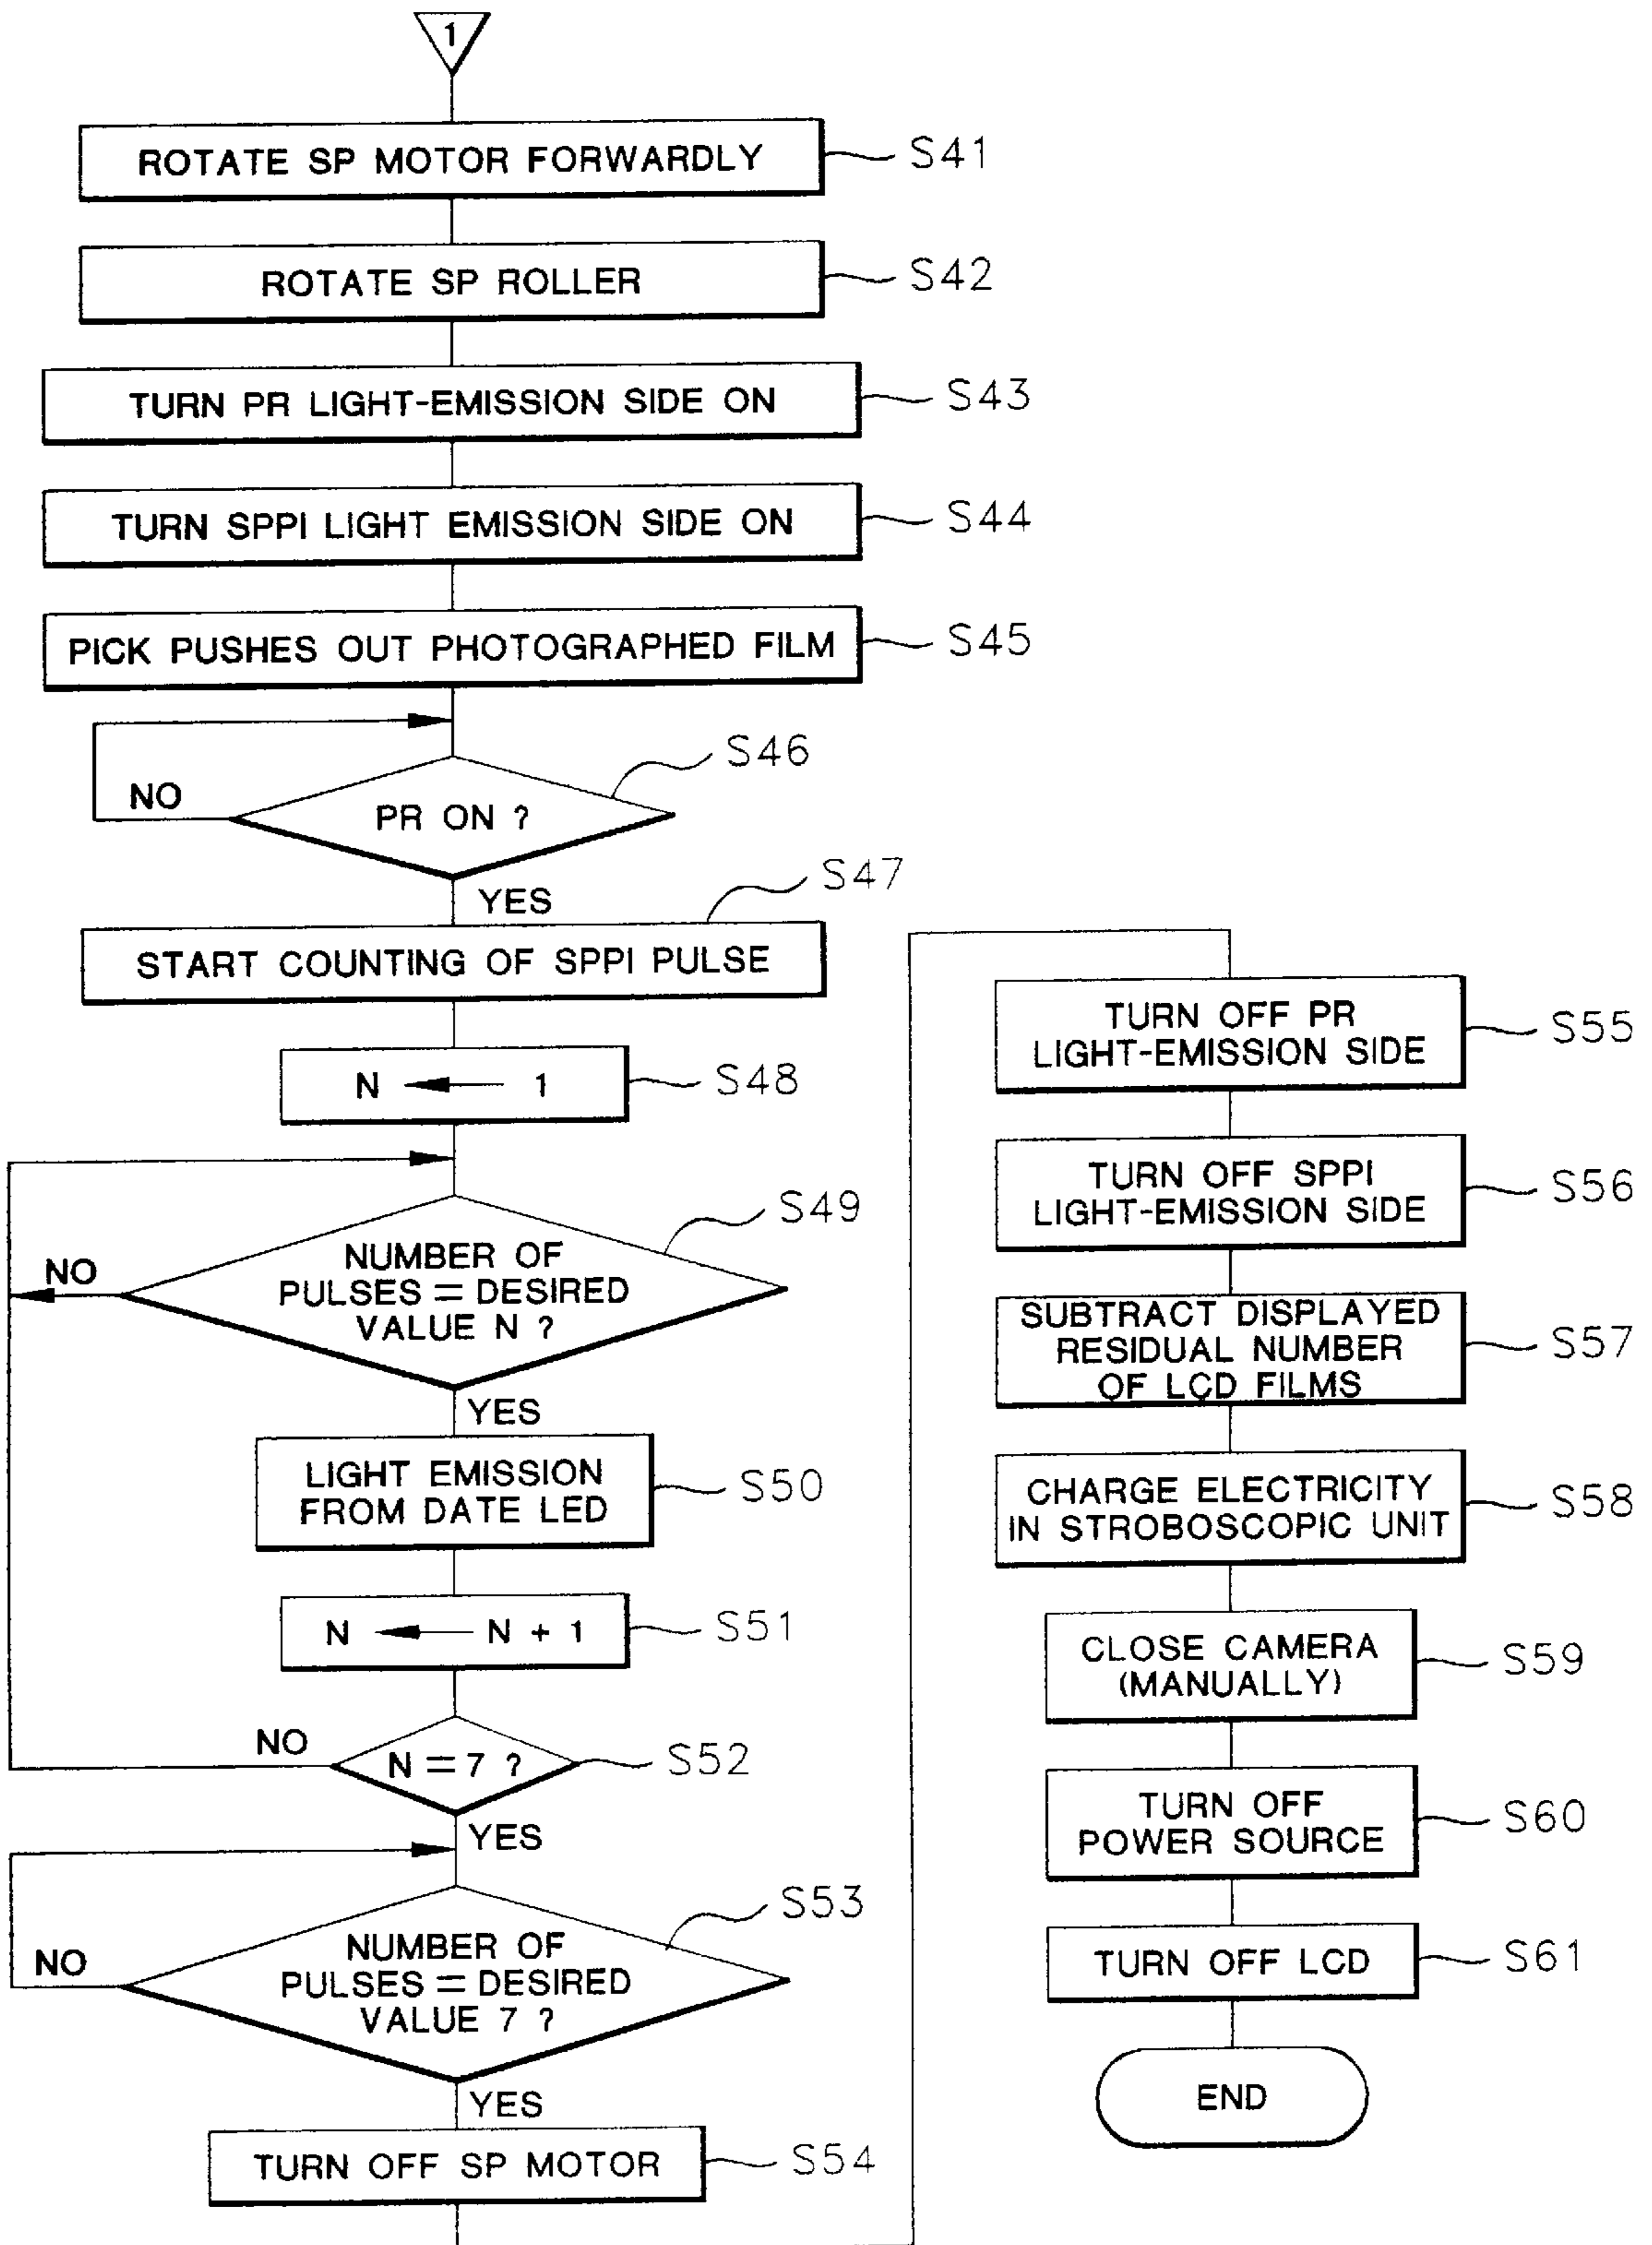 1
ROTATE SP MOTOR FORWARDLY
S41
ROTATE SP ROLLER
S42
TURN PR LIGHT-EMISSION SIDE ON
S43
TURN SPPI LIGHT EMISSION SIDE ON
S44
PICK PUSHES OUT PHOTOGRAPHED FILM
S45
S46
NO
PR ON ?
YES
S47
START COUNTING OF SPPI PULSE
N ← 1
S48
S49
NO
NUMBER OF
PULSES = DESIRED
VALUE N ?
YES
LIGHT EMISSION
FROM DATE LED
S50
N ← N + 1
S51
NO
N = 7 ?
S52
YES
S53
NO
NUMBER OF
PULSES = DESIRED
VALUE 7 ?
YES
TURN OFF SP MOTOR
S54
TURN OFF PR
LIGHT-EMISSION SIDE
S55
TURN OFF SPPI
LIGHT-EMISSION SIDE
S56
SUBTRACT DISPLAYED
RESIDUAL NUMBER
OF LCD FILMS
S57
CHARGE ELECTRICITY
IN STROBOSCOPIC UNIT
S58
CLOSE CAMERA
(MANUALLY)
S59
TURN OFF
POWER SOURCE
S60
TURN OFF LCD
S61
END